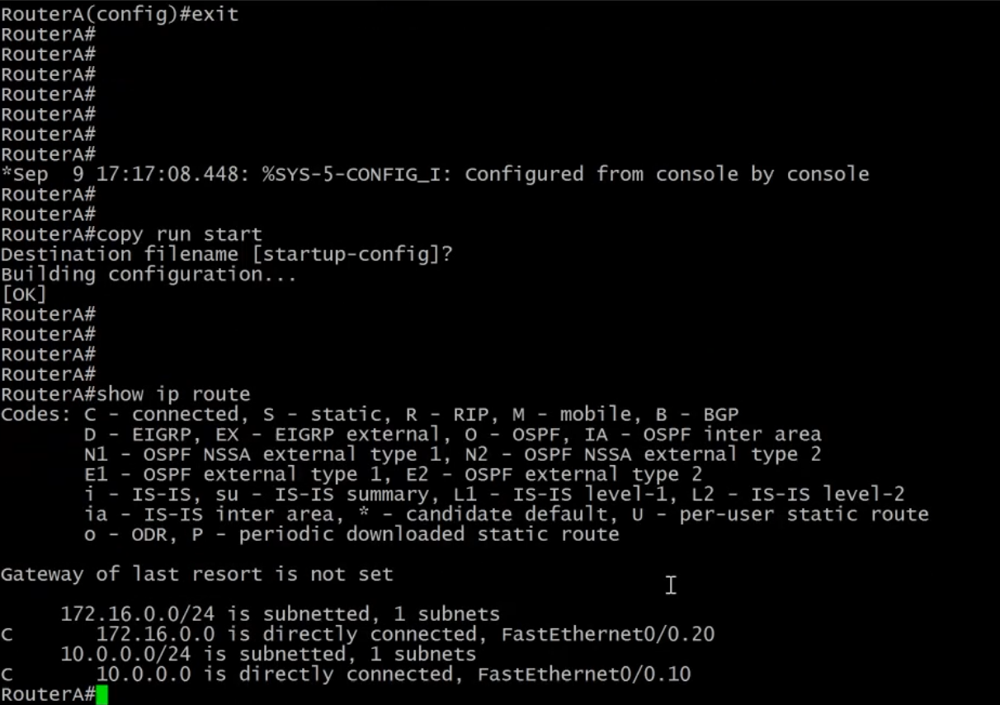 RouterA(config)#exit
RouterA#
RouterA#
RouterA#
RouterA#
RouterA#
RouterA#
RouterA#
*Sep  9 17:17:08.448: %SYS-5-CONFIG_I: Configured from console by console
RouterA#
RouterA#
RouterA#copy run start
Destination filename [startup-config]?
Building configuration...
[OK]
RouterA#
RouterA#
RouterA#
RouterA#
RouterA#show ip route
Codes: C - connected, S - static, R - RIP, M - mobile, B - BGP
       D - EIGRP, EX - EIGRP external, O - OSPF, IA - OSPF inter area
       N1 - OSPF NSSA external type 1, N2 - OSPF NSSA external type 2
       E1 - OSPF external type 1, E2 - OSPF external type 2
       i - IS-IS, su - IS-IS summary, L1 - IS-IS level-1, L2 - IS-IS level-2
       ia - IS-IS inter area, * - candidate default, U - per-user static route
       o - ODR, P - periodic downloaded static route
Gateway of last resort is not set
     172.16.0.0/24 is subnetted, 1 subnets
C       172.16.0.0 is directly connected, FastEthernet0/0.20
     10.0.0.0/24 is subnetted, 1 subnets
C       10.0.0.0 is directly connected, FastEthernet0/0.10
RouterA#